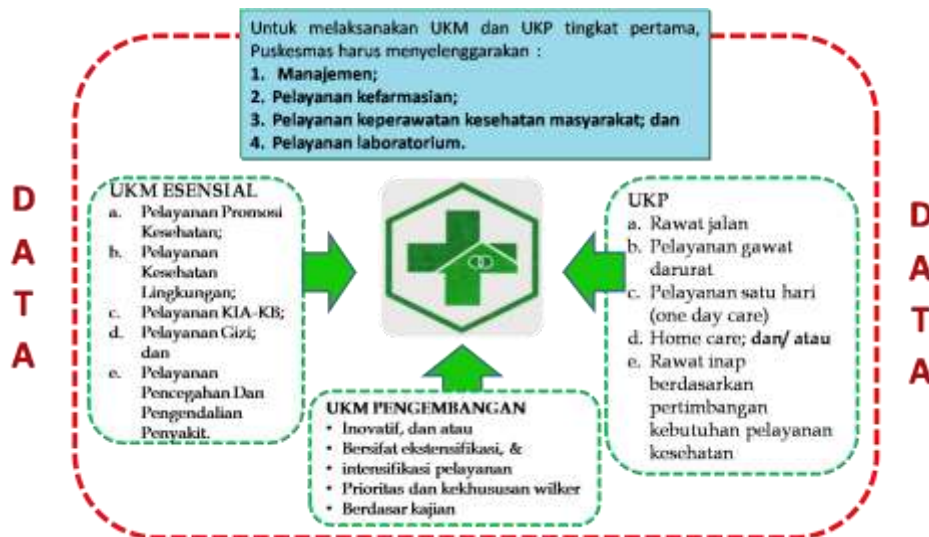 Untuk melaksanakan UKM dan UKP tingkat pertama,
Puskesmas harus menyelenggarakan :
1. Manajemen;
2. Pelayanan kefarmasian;
3. Pelayanan keperawatan kesehatan masyarakat; dan
4. Pelayanan laboratorium.
DATA
UKM ESENSIAL
a. Pelayanan Promosi
Kesehatan;
b. Pelayanan
Kesehatan
Lingkungan;
c. Pelayanan KIA-KB;
d. Pelayanan Gizi;
dan
e. Pelayanan
Pencegahan Dan
Pengendalian
Penyakit.
UKM PENGEMBANGAN
• Inovatif, dan atau
• Bersifat ekstensifikasi, &
• intensifikasi pelayanan
• Prioritas dan kekhususan wilker
• Berdasar kajian
UKP
a. Rawat jalan
b. Pelayanan gawat
darurat
c. Pelayanan satu hari
(one day care)
d. Home care; dan/ atau
e. Rawat inap
berdasarkan
pertimbangan
kebutuhan pelayanan
kesehatan
DATA